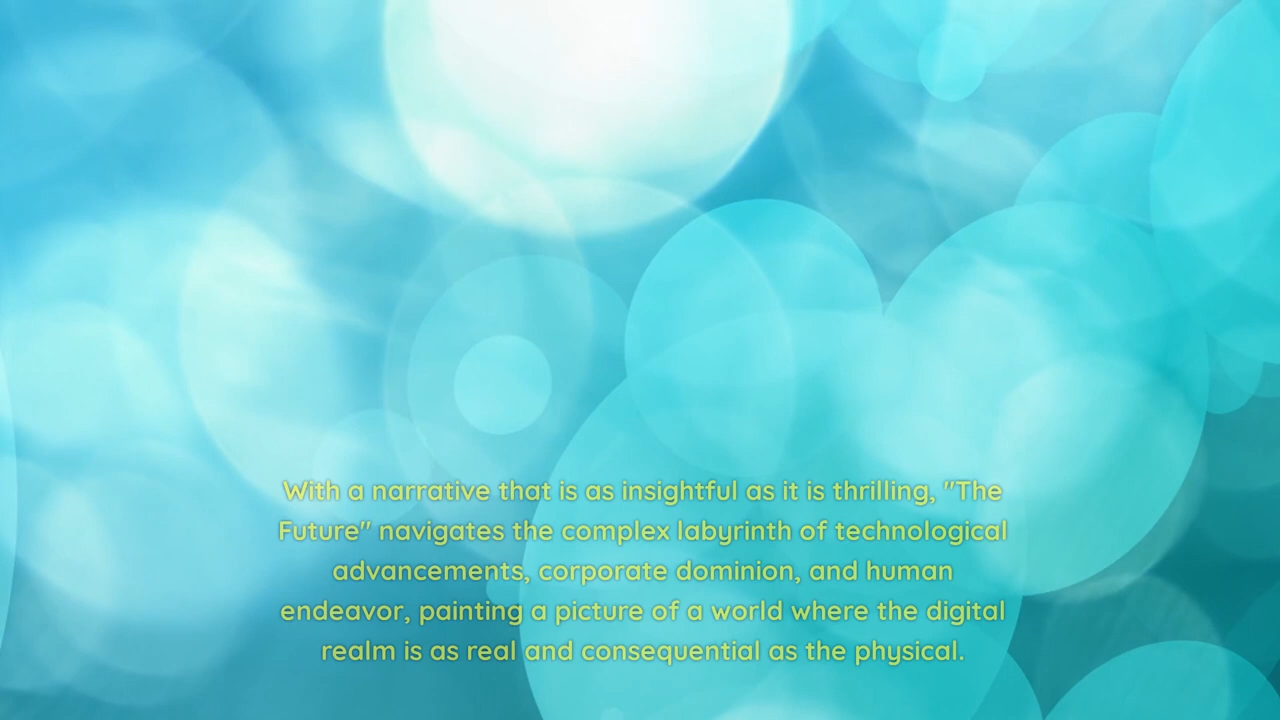 With a narrative that is as insightful as it is thrilling, "The
Future" navigates the complex labyrinth of technological
advancements, corporate dominion, and human
endeavor, painting a picture of a world where the digital
realm is as real and consequential as the physical.